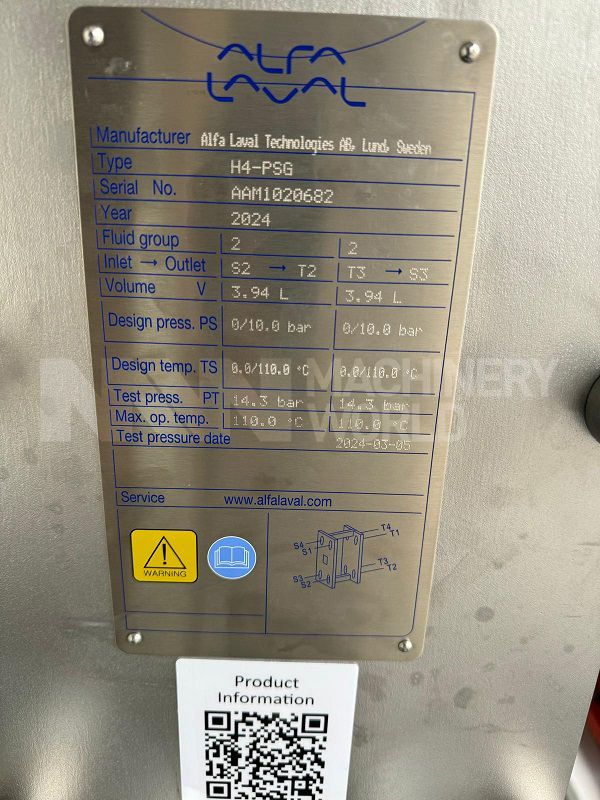 ALFA
LAVAL
Manufacturer Alfa Laval Technologies AB, Lund, Sweden
Type H4-PSG
Serial No. AAM1020682
Year 2024
Fluid group 2 2
Inlet → Outlet S2 → T2 T3 → S3
Volume V 3.94 L 3.94 L
Design press. PS 0/10.0 bar 0/10.0 bar
Design temp. TS 0.0/110.0 °C 0.0/110.0 °C
Test press. PT 14.3 bar 14.3 bar
Max. op. temp. 110.0 °C 110.0 °C
Test pressure date 2024-03-05
MACHINERY
WORLD
Service www.alfalaval.com
WARNING
S4 T4
S1 T1
S3 T3
S2 T2
Product
Information